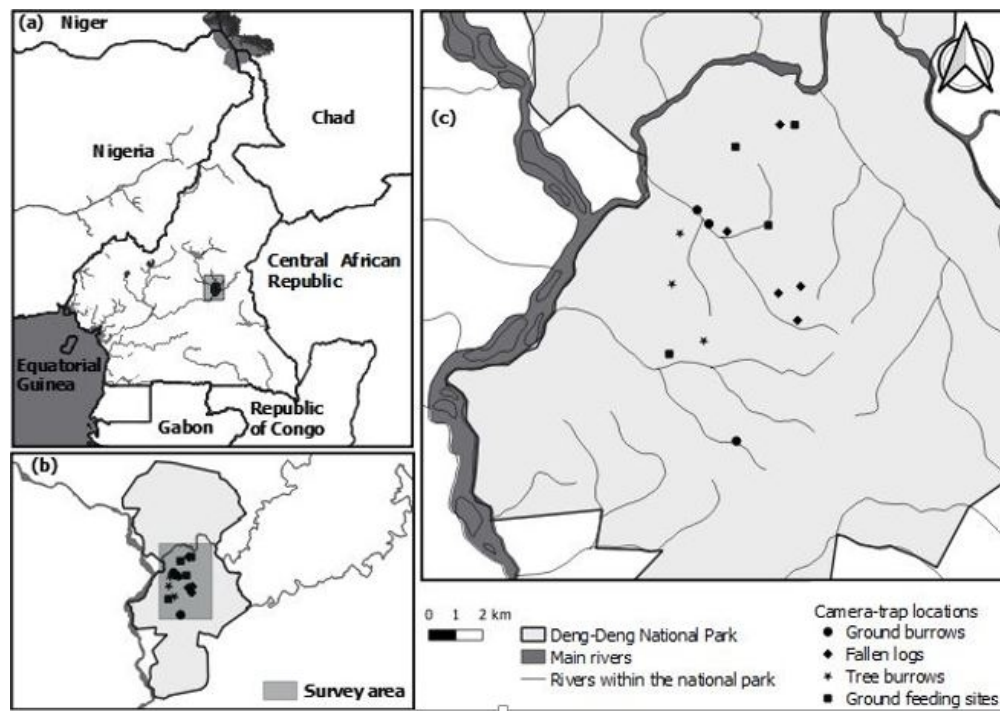 (a)
Niger
Chad
Nigeria
Central African
Republic
Equatorial
Guinea
Gabon
Republic
of Congo
(b)
Survey area
(c)
0 1 2 km
Deng-Deng National Park
Main rivers
Rivers within the national park
Camera-trap locations
Ground burrows
Fallen logs
Tree burrows
Ground feeding sites